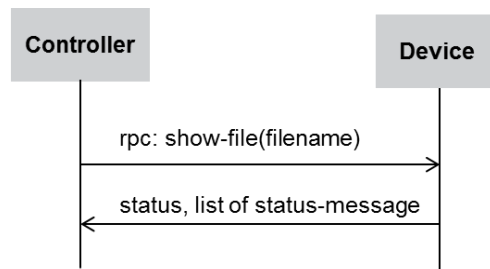 Controller
Device
rpc: show-file(filename)
status, list of status-message